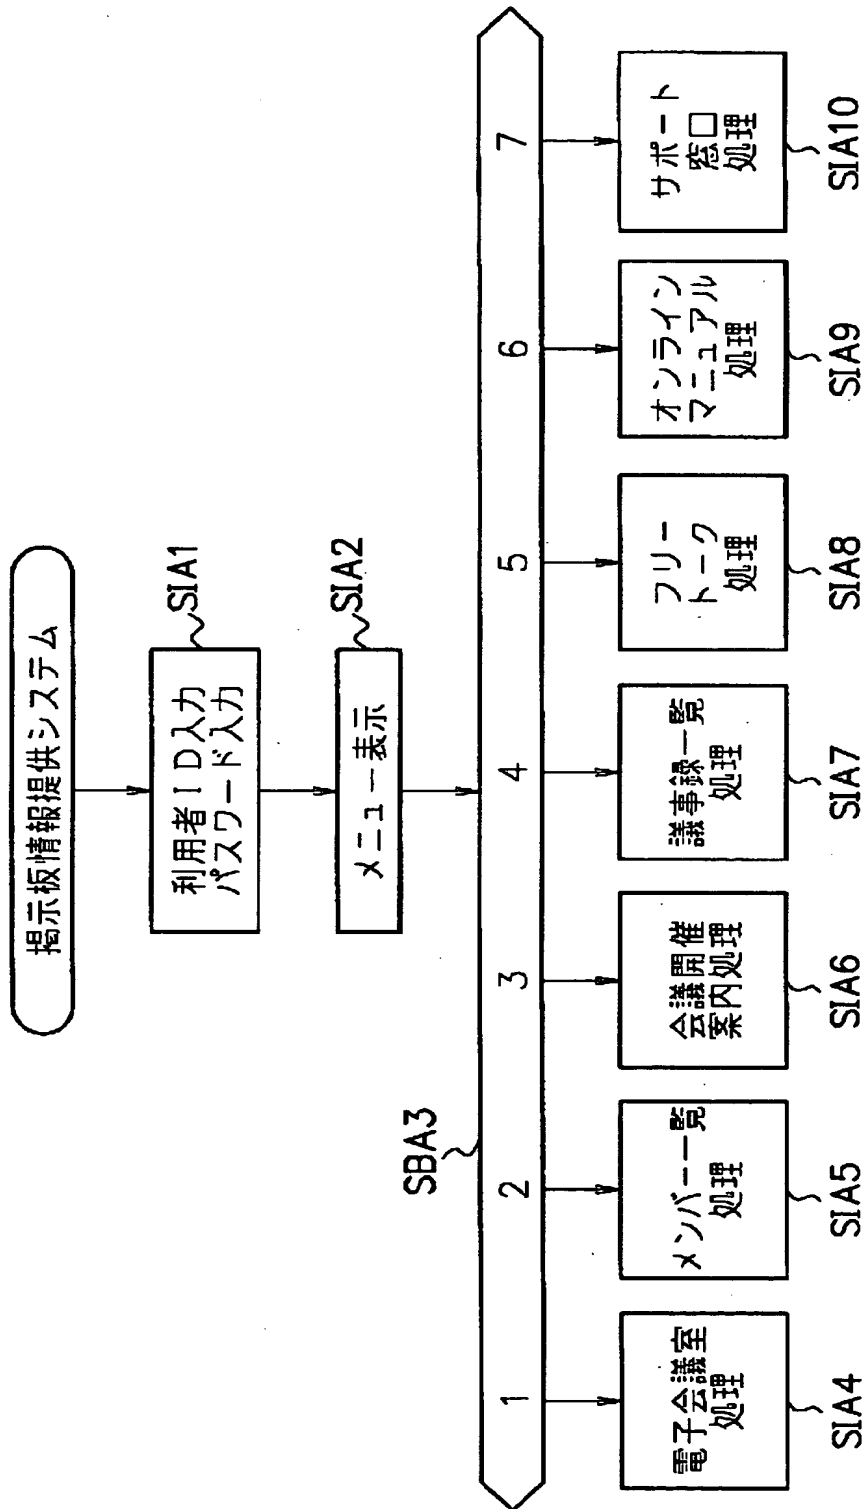 掲示板情報提供システム
利用者ID入力
パスワード入力
SIA1
メニュー表示
SIA2
SBA3
1
2
3
4
5
6
7
電子会議室
処理
SIA4
メンバー一覧
処理
SIA5
会議開催
案内処理
SIA6
議事録一覧
処理
SIA7
フリー
トーク
処理
SIA8
オンライン
マニュアル
処理
SIA9
サポート
窓口
処理
SIA10